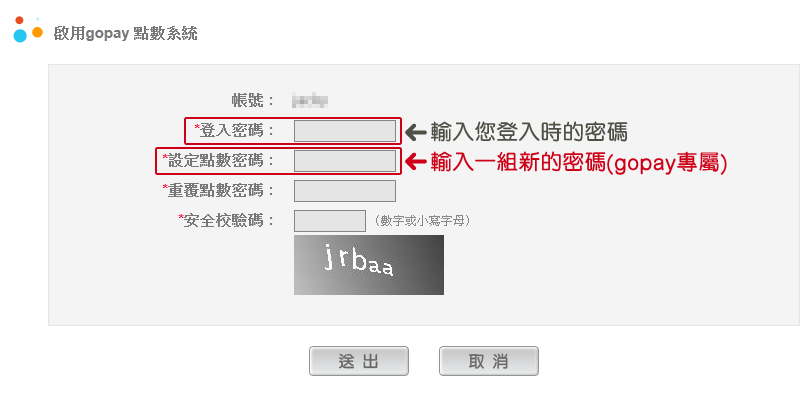 啟用gopay 點數系統
帳號：
*登入密碼： ←輸入您登入時的密碼
*設定點數密碼： ←輸入一組新的密碼(gopay專屬)
*重覆點數密碼：
*安全校驗碼： （數字或小寫字母）
jrbaa
送出 取消